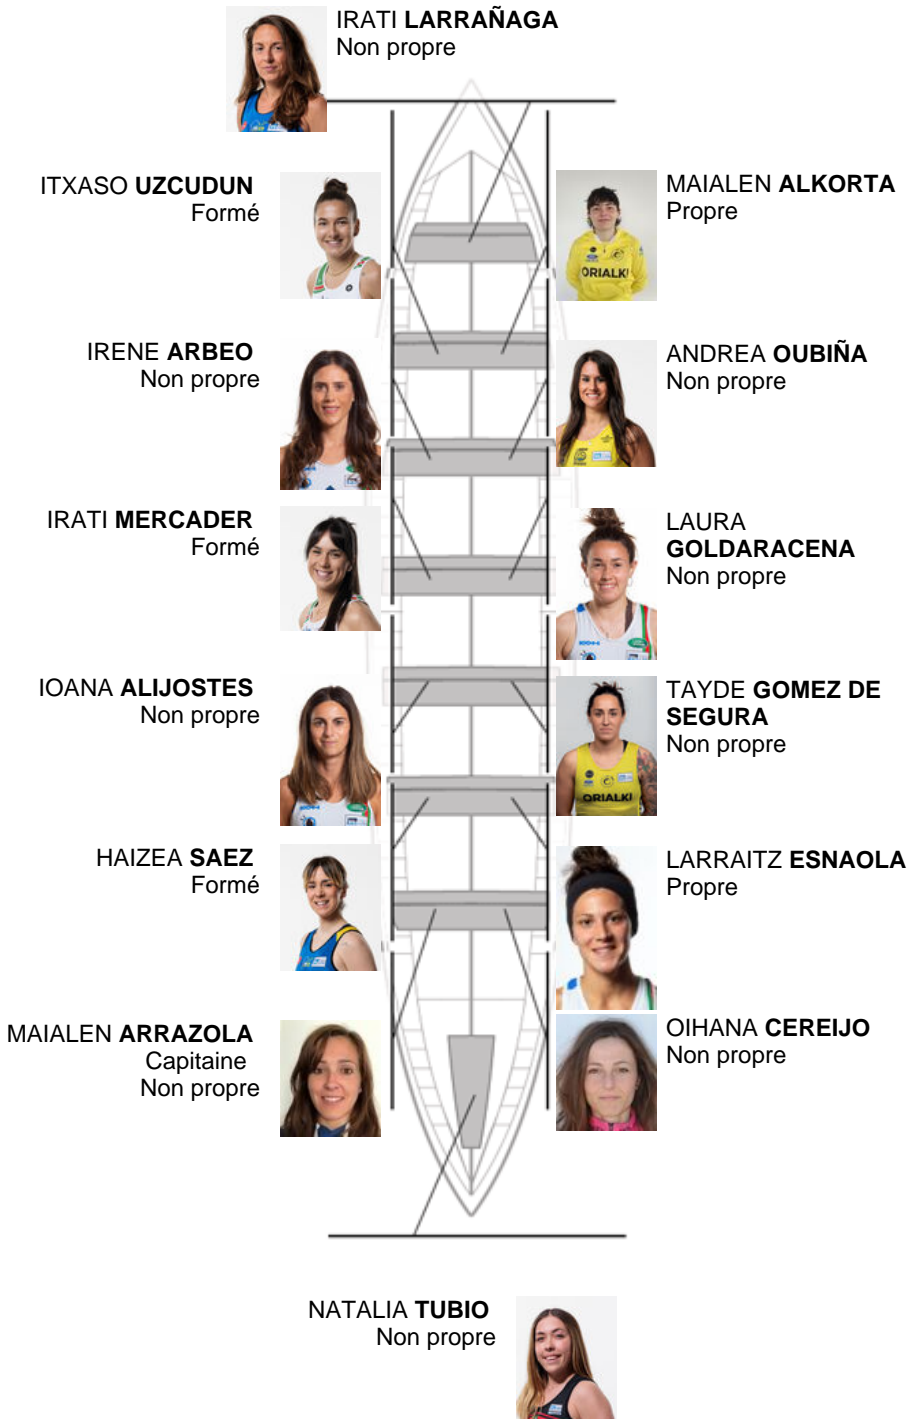 IRATI LARRAÑAGA
Non propre
ITXASO UZCUDUN
Formé
MAIALEN ALKORTA
Propre
ORIALKI
IRENE ARBEO
Non propre
ANDREA OUBIÑA
Non propre
IRATI MERCADER
Formé
LAURA
GOLDARACENA
Non propre
IOANA ALIJOSTES
Non propre
TAYDE GOMEZ DE
SEGURA
Non propre
ORIALKI
HAIZEA SAEZ
Formé
LARRAITZ ESNAOLA
Propre
MAIALEN ARRAZOLA
Capitaine
Non propre
OIHANA CEREIJO
Non propre
NATALIA TUBIO
Non propre